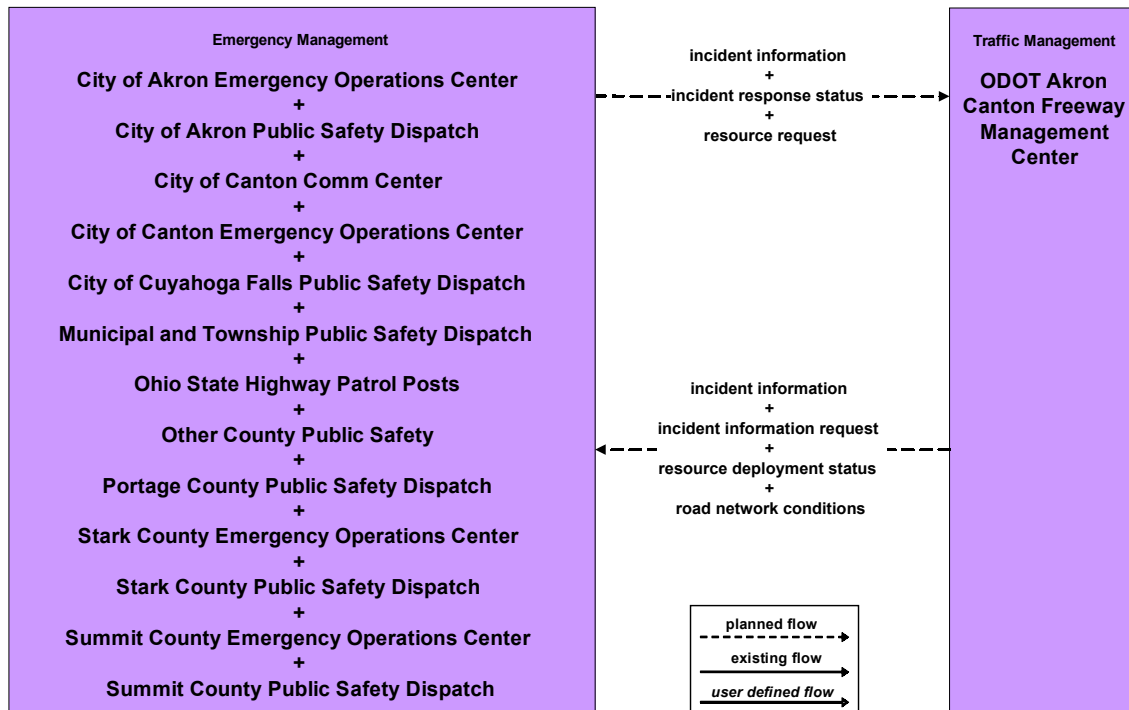 Emergency Management
City of Akron Emergency Operations Center
+
City of Akron Public Safety Dispatch
+
City of Canton Comm Center
+
City of Canton Emergency Operations Center
+
City of Cuyahoga Falls Public Safety Dispatch
+
Municipal and Township Public Safety Dispatch
+
Ohio State Highway Patrol Posts
+
Other County Public Safety
+
Portage County Public Safety Dispatch
+
Stark County Emergency Operations Center
+
Stark County Public Safety Dispatch
+
Summit County Emergency Operations Center
+
Summit County Public Safety Dispatch
incident information
+
incident response status
+
resource request
incident information
+
incident information request
+
resource deployment status
+
road network conditions
planned flow
existing flow
user defined flow
Traffic Management
ODOT Akron
Canton Freeway
Management
Center